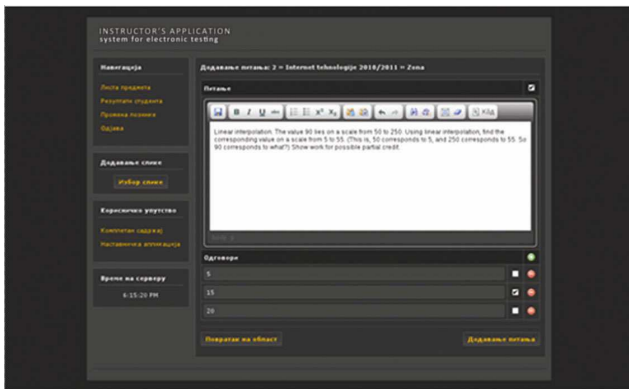 INSTRUCTOR'S APPLICATION
system for electronic testing
Навигација
Листа предмета
Резултати студента
Промена лозинке
Одјава
Додавање слике
Избор слике
Корисничко упутство
Комплетан садржај
Наставничка апликација
Време на серверу
6:15:20 PM
Додавање питања: 2 » Internet tehnologije 2010/2011 » Zona
Питање
B I U ABC X² X₂ Код
Linear interpolation. The value 90 lies on a scale from 50 to 250. Using linear interpolation, find the
corresponding value on a scale from 5 to 55. (This is, 50 corresponds to 5, and 250 corresponds to 55. So
90 corresponds to what?) Show work for possible partial credit.
Одговори
5
15
20
Повратак на област
Додавање питања